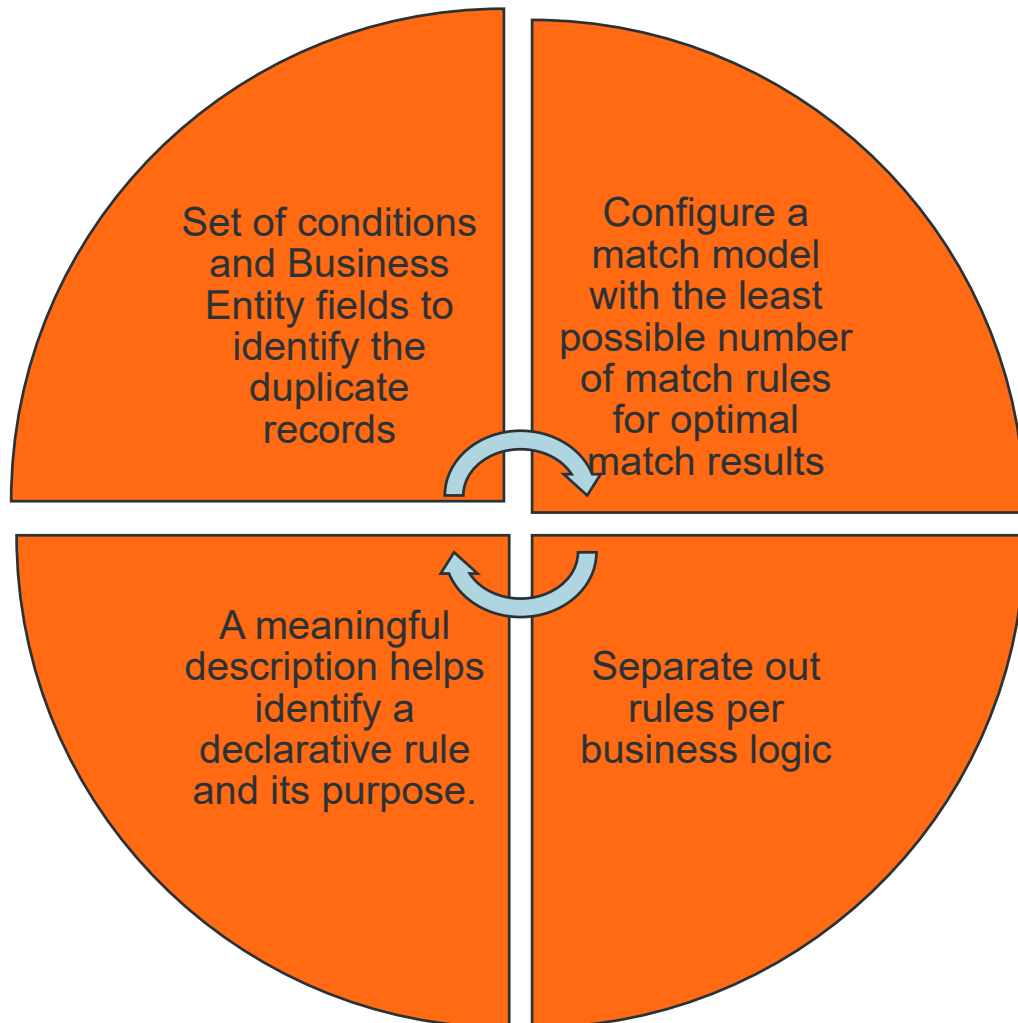 Set of conditions
and Business
Entity fields to
identify the
duplicate
records
Configure a
match model
with the least
possible number
of match rules
for optimal
match results
A meaningful
description helps
identify a
declarative rule
and its purpose.
Separate out
rules per
business logic